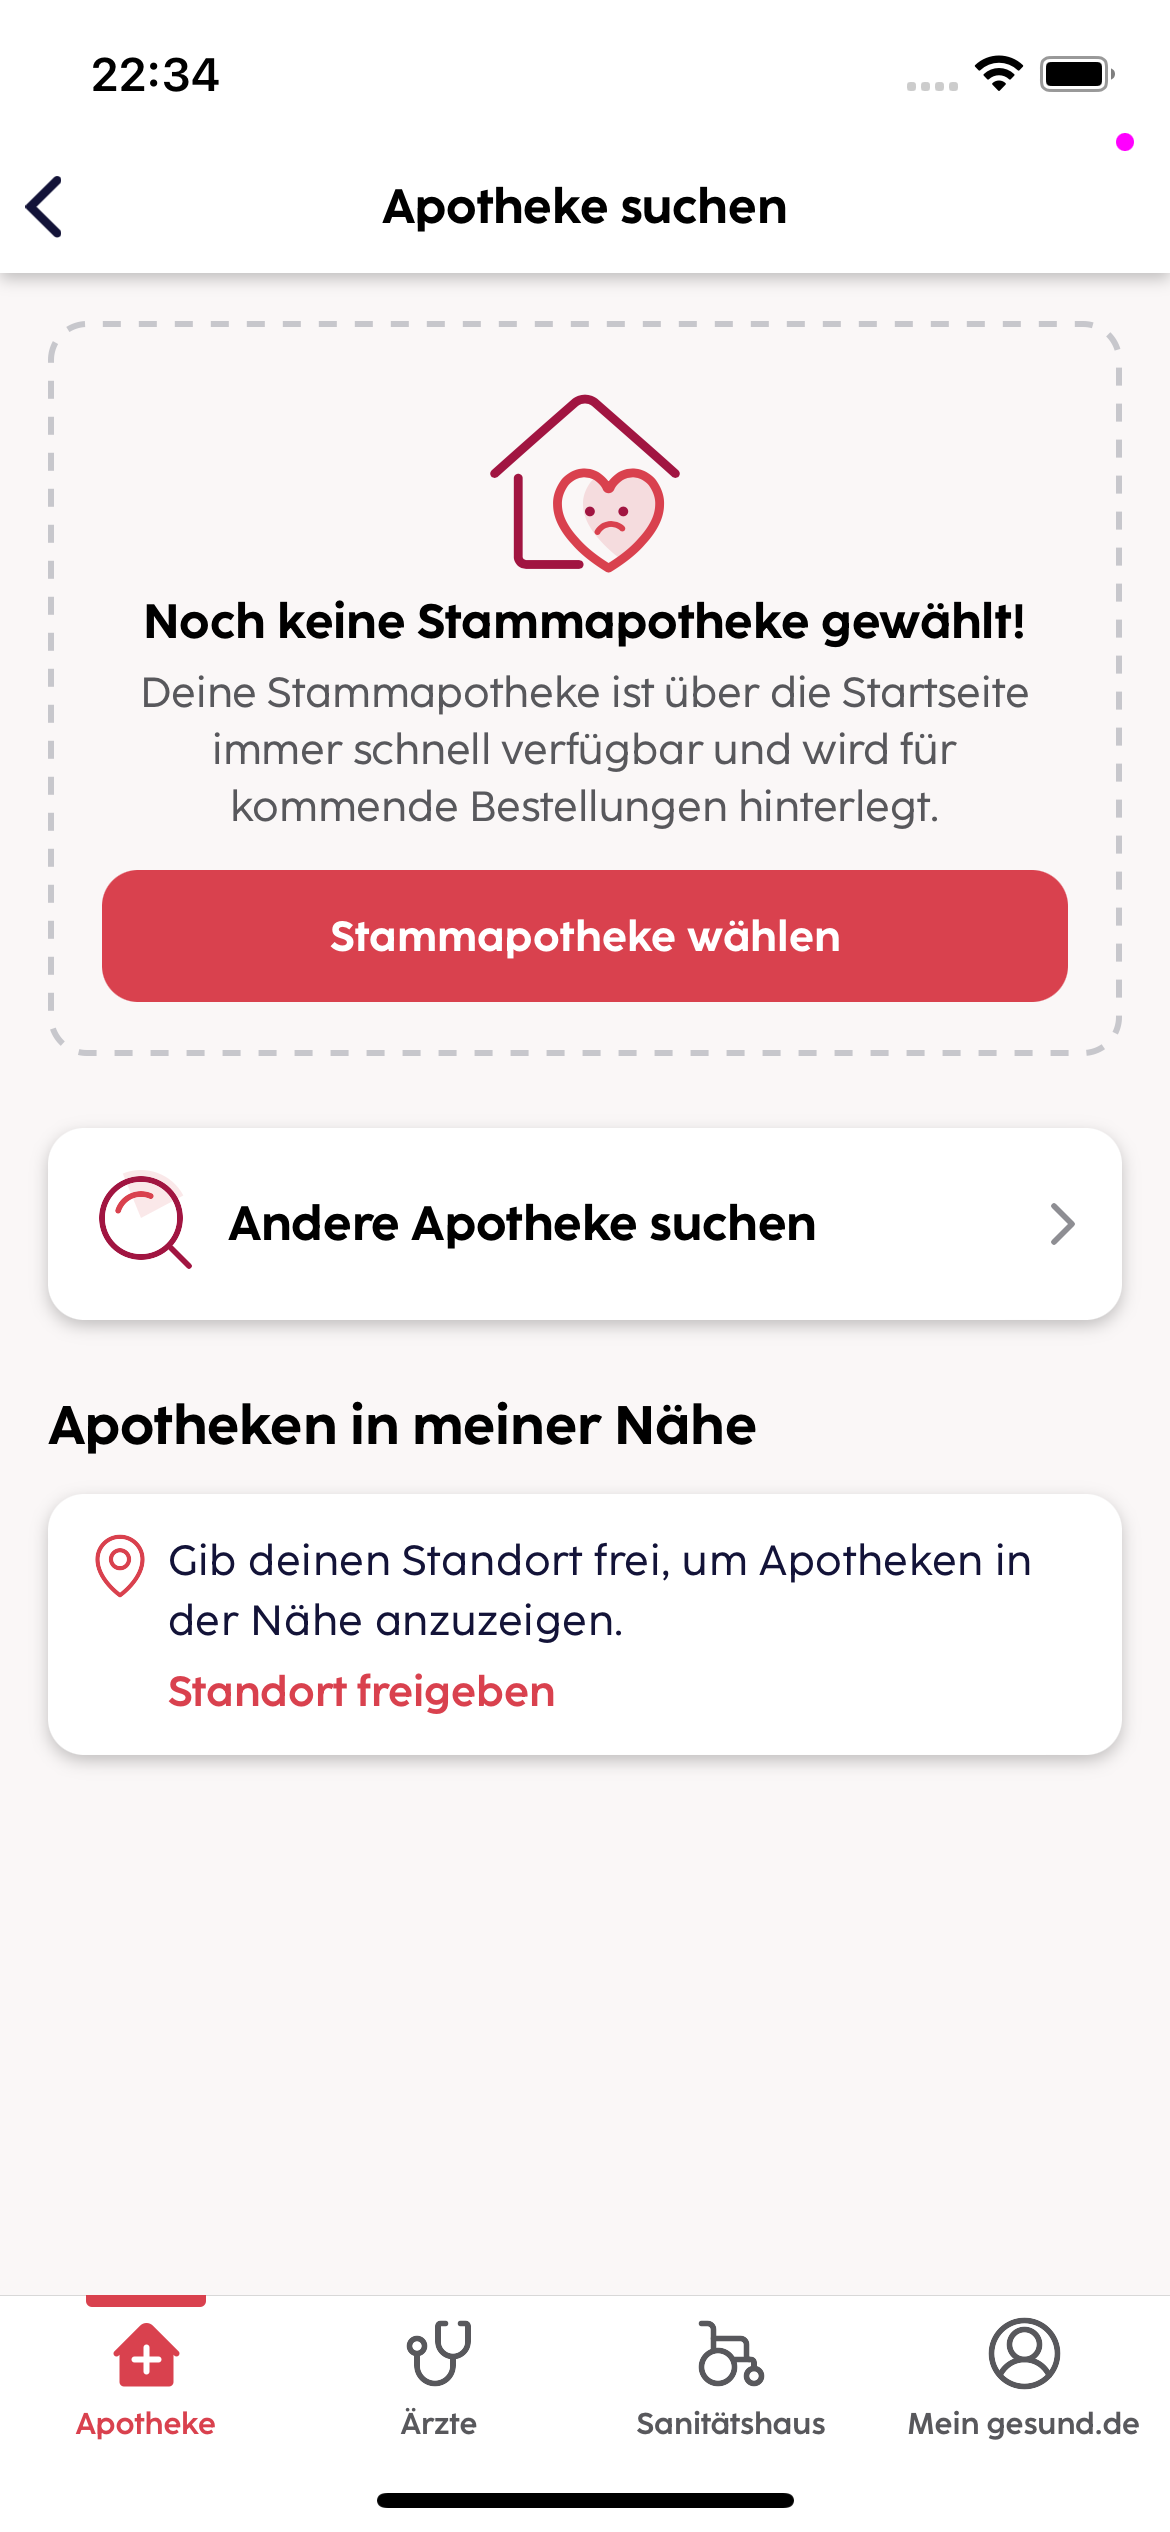 22:34
Apotheke suchen
Noch keine Stammapotheke gewählt!
Deine Stammapotheke ist über die Startseite
immer schnell verfügbar und wird für
kommende Bestellungen hinterlegt.
Stammapotheke wählen
Andere Apotheke suchen
Apotheken in meiner Nähe
Gib deinen Standort frei, um Apotheken in
der Nähe anzuzeigen.
Standort freigeben
Apotheke
Ärzte
Sanitätshaus
Mein gesund.de